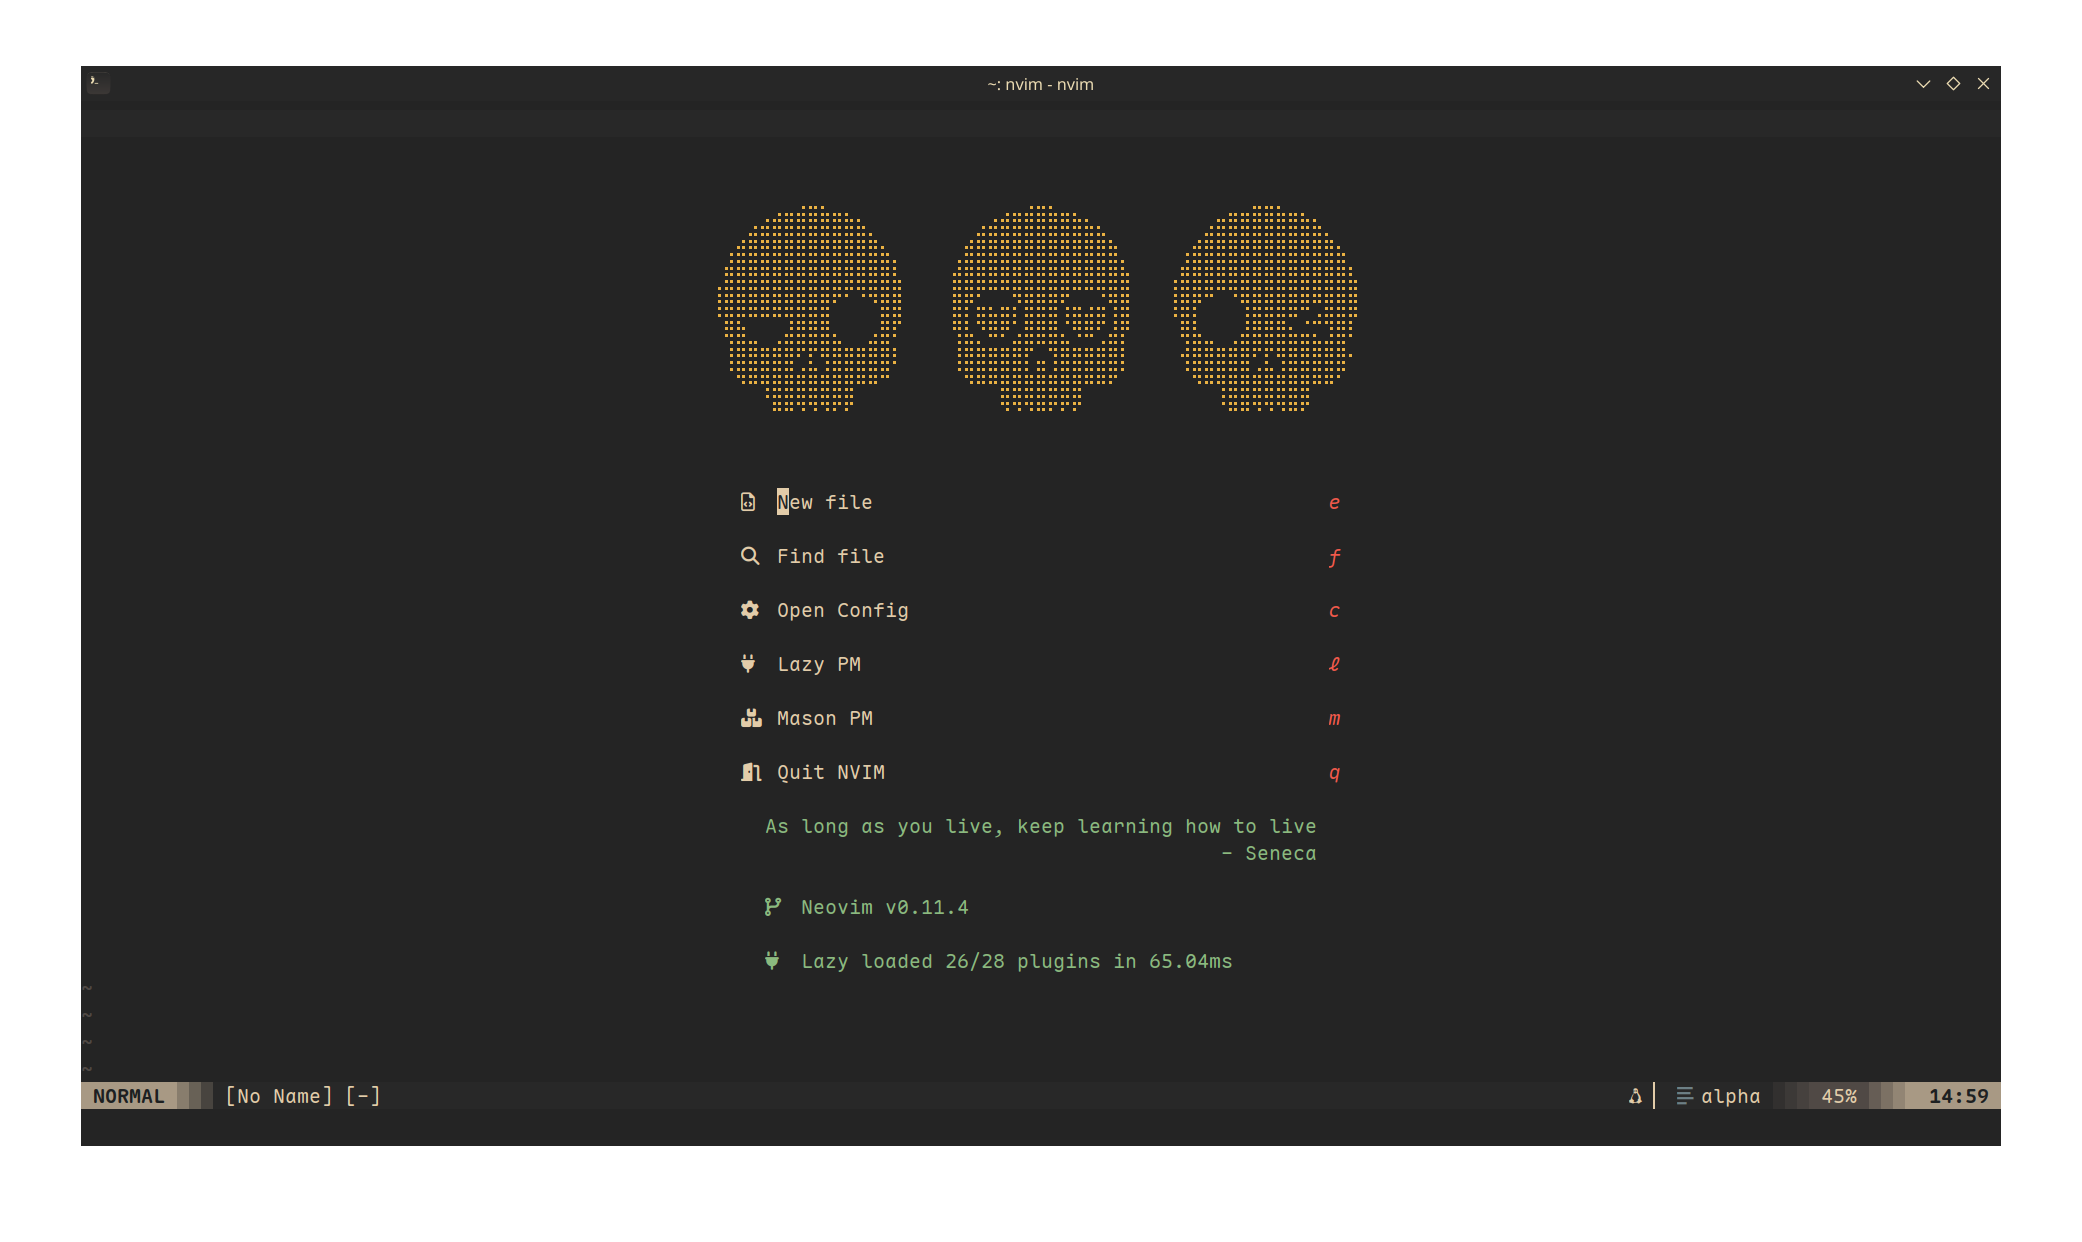 ~: nvim - nvim
New file e
Find file f
Open Config c
Lazy PM l
Mason PM m
Quit NVIM q
As long as you live, keep learning how to live
- Seneca
Neovim v0.11.4
Lazy loaded 26/28 plugins in 65.04ms
~
~
~
~
NORMAL [No Name] [-] alpha 45% 14:59